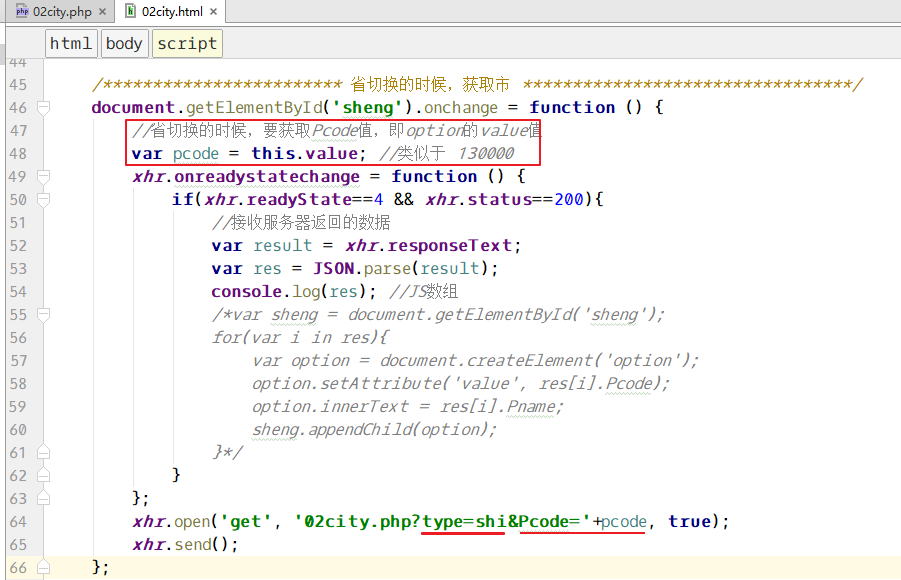 02city.php × 02city.html ×
html body script
44
45 /************************ 省切换的时候，获取市 *********************************/
46 document.getElementById('sheng').onchange = function () {
47 //省切换的时候，要获取Pcode值，即option的value值
48 var pcode = this.value; //类似于 130000
49 xhr.onreadystatechange = function () {
50 if(xhr.readyState==4 && xhr.status==200){
51 //接收服务器返回的数据
52 var result = xhr.responseText;
53 var res = JSON.parse(result);
54 console.log(res); //JS数组
55 /*var sheng = document.getElementById('sheng');
56 for(var i in res){
57 var option = document.createElement('option');
58 option.setAttribute('value', res[i].Pcode);
59 option.innerText = res[i].Pname;
60 sheng.appendChild(option);
61 }*/
62 }
63 };
64 xhr.open('get', '02city.php?type=shi&Pcode='+pcode, true);
65 xhr.send();
66 };